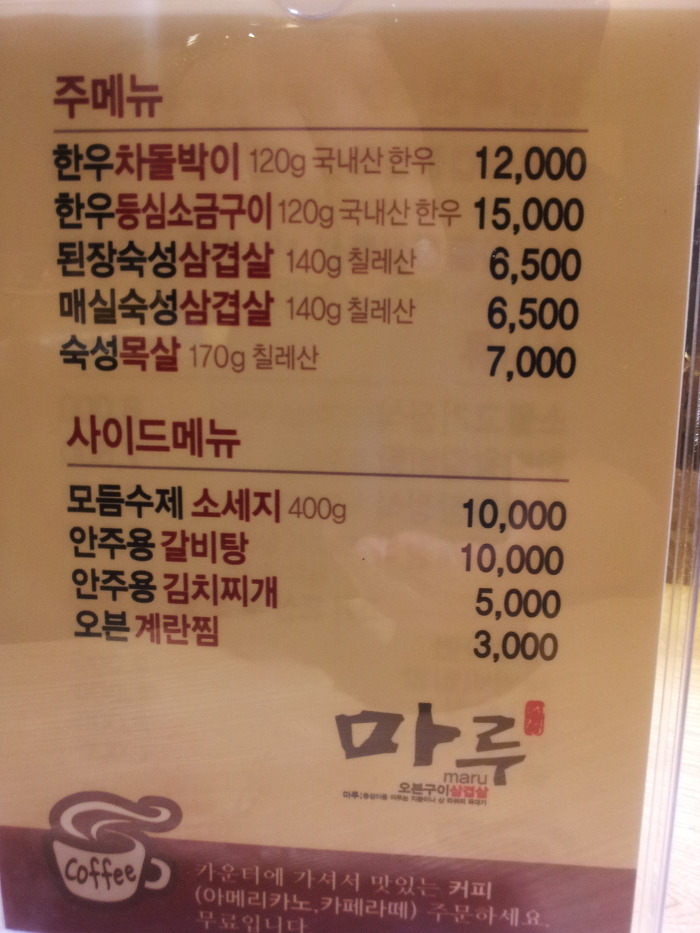 주메뉴
한우차돌박이 120g 국내산 한우 12,000
한우등심소금구이 120g 국내산 한우 15,000
된장숙성삼겹살 140g 칠레산 6,500
매실숙성삼겹살 140g 칠레산 6,500
숙성목살 170g 칠레산 7,000
사이드메뉴
모듬수제 소세지 400g 10,000
안주용 갈비탕 10,000
안주용 김치찌개 5,000
오븐계란찜 3,000
마루
maru
오븐구이삼겹살
마루:
Coffee
카운터에 가셔서 맛있는 커피
(아메리카노,카페라떼) 주문하세요.
무료입니다